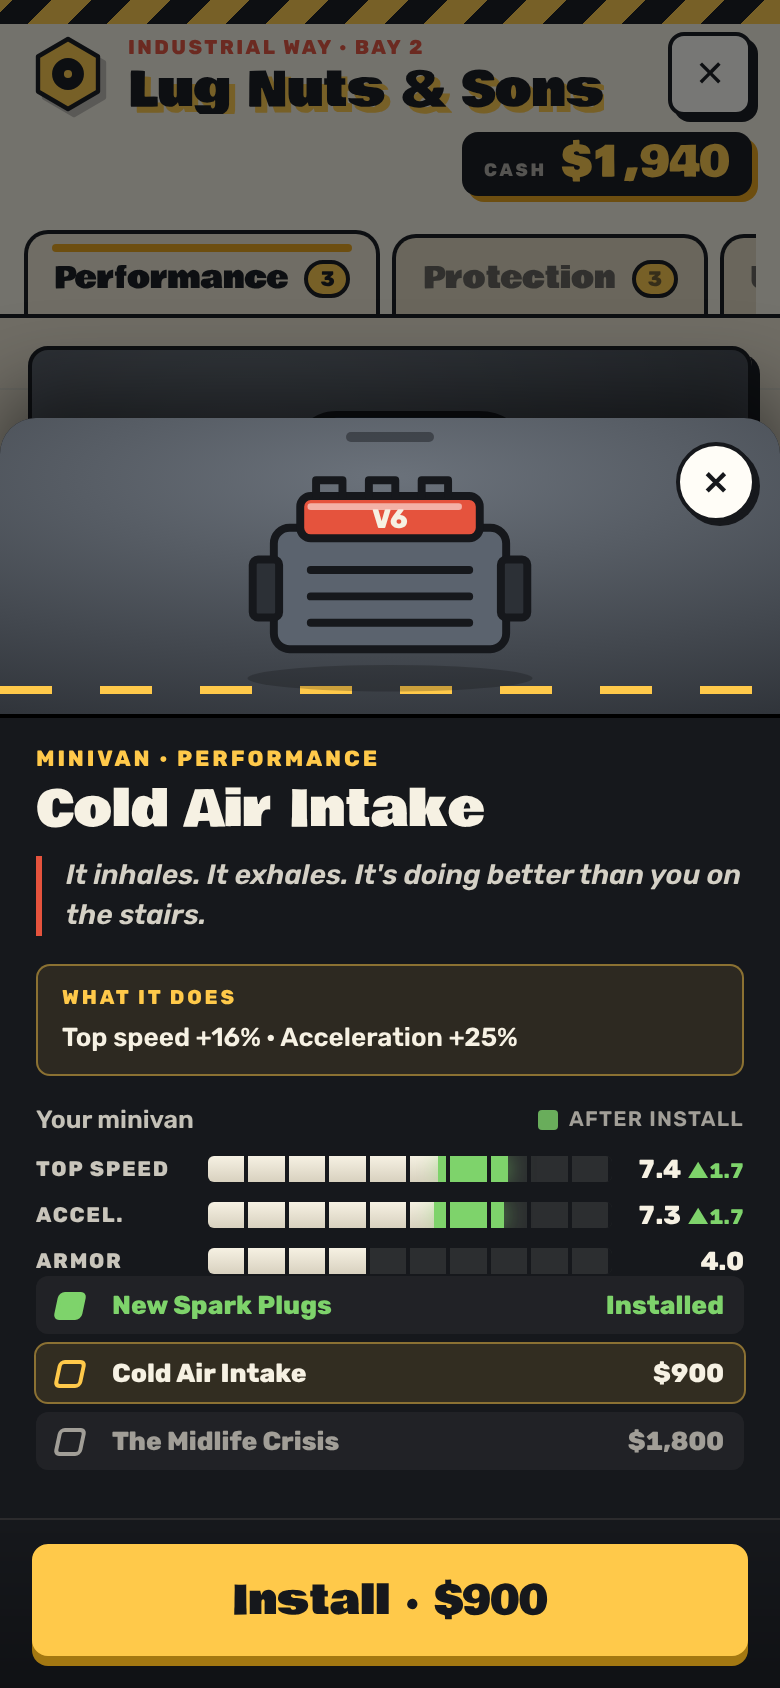 INDUSTRIAL WAY • BAY 2
Lug Nuts & Sons
×
CASH $1,940
Performance 3
Protection 3
×
V6
MINIVAN • PERFORMANCE
Cold Air Intake
It inhales. It exhales. It's doing better than you on
the stairs.
WHAT IT DOES
Top speed +16% • Acceleration +25%
Your minivan
AFTER INSTALL
TOP SPEED 7.4 ▲1.7
ACCEL. 7.3 ▲1.7
ARMOR 4.0
New Spark Plugs Installed
Cold Air Intake $900
The Midlife Crisis $1,800
Install • $900